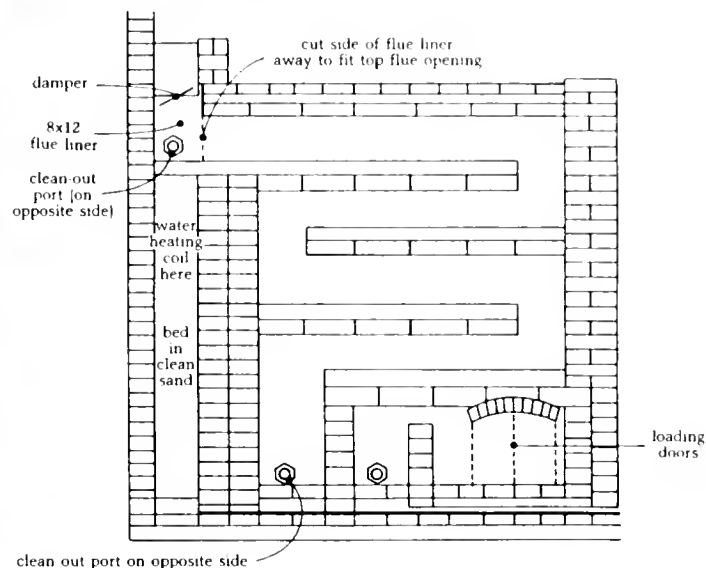 cut side of flue liner
away to fit top flue opening
damper
8x12
flue liner
clean-out
port (on
opposite side)
water
heating
coil
here
bed
in
clean
sand
loading
doors
clean out port on opposite side